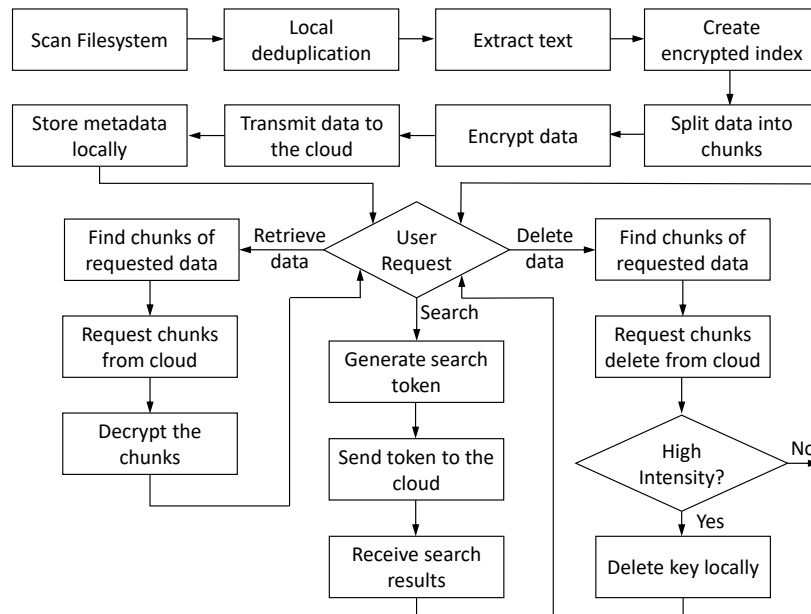 Scan Filesystem
Local
deduplication
Extract text
Create
encrypted index
Store metadata
locally
Transmit data to
the cloud
Encrypt data
Split data into
chunks
Find chunks of
requested data
Retrieve
data
User
Request
Delete
data
Find chunks of
requested data
Search
Request chunks
from cloud
Generate search
token
Request chunks
delete from cloud
Decrypt the
chunks
Send token to the
cloud
High
Intensity?
No
Yes
Receive search
results
Delete key locally